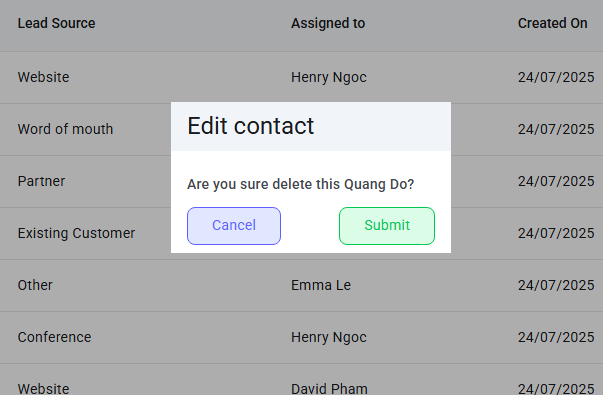 Lead Source Assigned to Created On
Website Henry Ngoc 24/07/2025
Word of mouth 24/07/2025
Edit contact
Partner 24/07/2025
Are you sure delete this Quang Do?
Existing Customer 24/07/2025
Cancel Submit
Other Emma Le 24/07/2025
Conference Henry Ngoc 24/07/2025
Website David Pham 24/07/2025